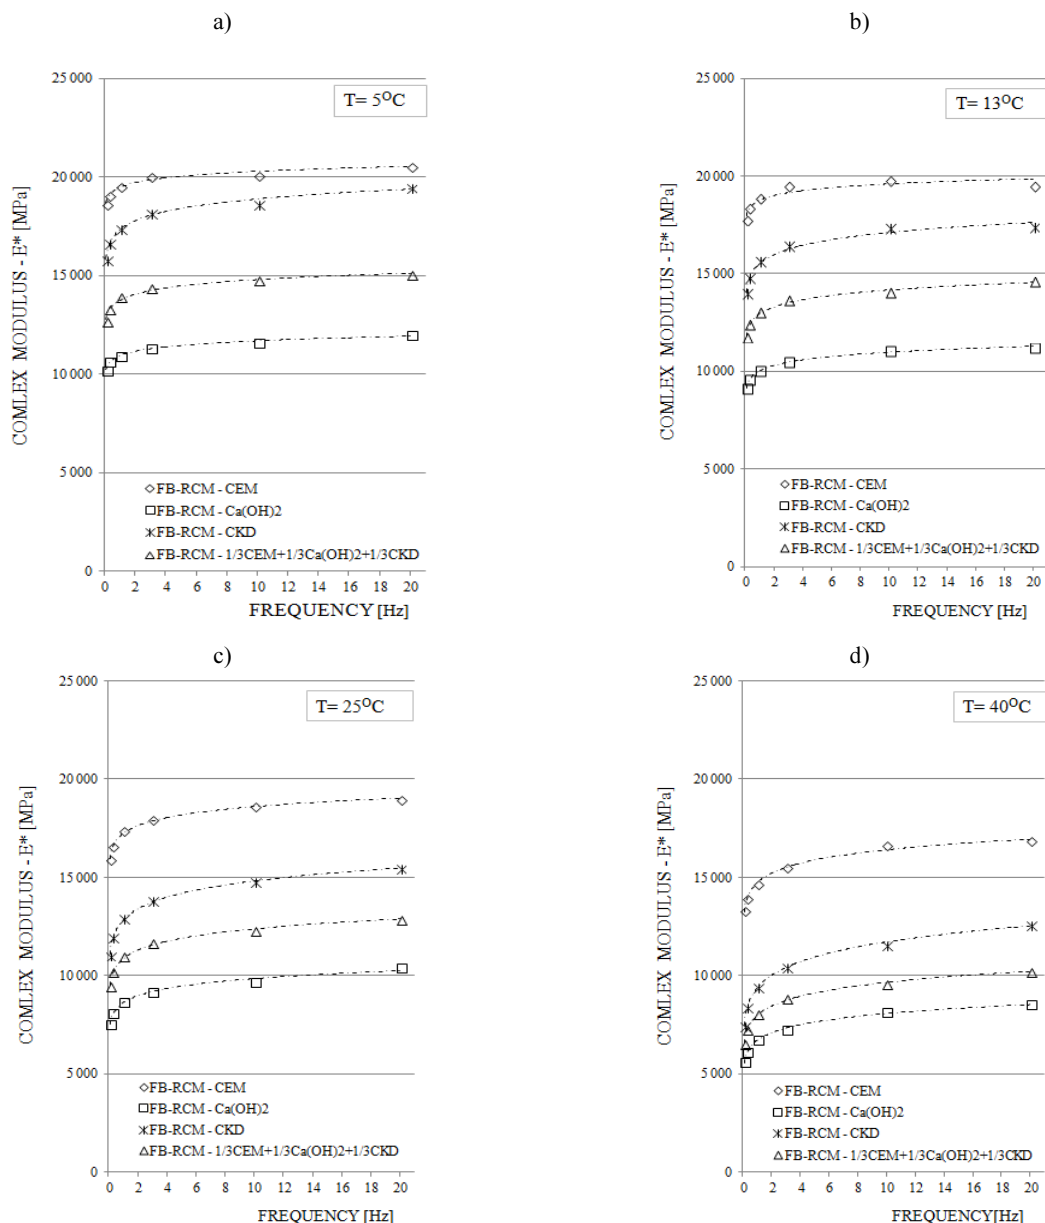 a)
25 000
20 000
15 000
10 000
5 000
0
COMLEX MODULUS - E* [MPa]
T= 5°C
FB-RCM - CEM
FB-RCM - Ca(OH)2
FB-RCM - CKD
FB-RCM - 1/3CEM+1/3Ca(OH)2+1/3CKD
0 2 4 6 8 10 12 14 16 18 20
FREQUENCY [Hz]
b)
25 000
20 000
15 000
10 000
5 000
0
COMLEX MODULUS - E* [MPa]
T= 13°C
FB-RCM - CEM
FB-RCM - Ca(OH)2
FB-RCM - CKD
FB-RCM - 1/3CEM+1/3Ca(OH)2+1/3CKD
0 2 4 6 8 10 12 14 16 18 20
FREQUENCY [Hz]
c)
25 000
20 000
15 000
10 000
5 000
0
COMLEX MODULUS - E* [MPa]
T= 25°C
FB-RCM - CEM
FB-RCM - Ca(OH)2
FB-RCM - CKD
FB-RCM - 1/3CEM+1/3Ca(OH)2+1/3CKD
0 2 4 6 8 10 12 14 16 18 20
FREQUENCY [Hz]
d)
25 000
20 000
15 000
10 000
5 000
0
COMLEX MODULUS - E* [MPa]
T= 40°C
FB-RCM - CEM
FB-RCM - Ca(OH)2
FB-RCM - CKD
FB-RCM - 1/3CEM+1/3Ca(OH)2+1/3CKD
0 2 4 6 8 10 12 14 16 18 20
FREQUENCY[Hz]